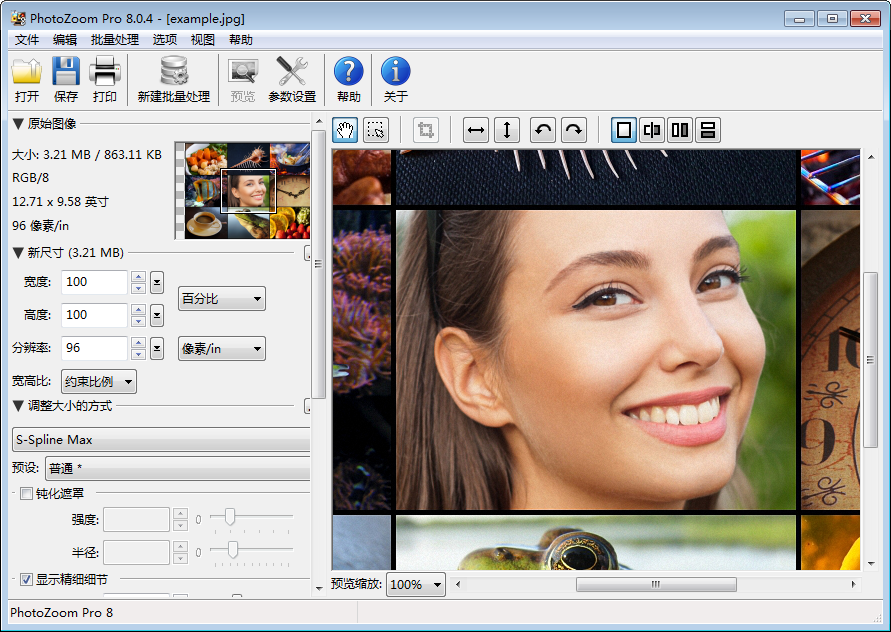 PhotoZoom Pro 8.0.4 - [example.jpg]
文件 编辑 批量处理 选项 视图 帮助
打开 保存 打印 新建批量处理 预览 参数设置 帮助 关于
原始图像
大小: 3.21 MB / 863.11 KB
RGB/8
12.71 x 9.58 英寸
96 像素/in
新尺寸 (3.21 MB)
宽度: 100
百分比
高度: 100
分辨率: 96 像素/in
宽高比: 约束比例
调整大小的方式
S-Spline Max
预设: 普通 *
钝化遮罩
强度: 0
半径: 0
显示精细细节
9
预览缩放: 100%
PhotoZoom Pro 8